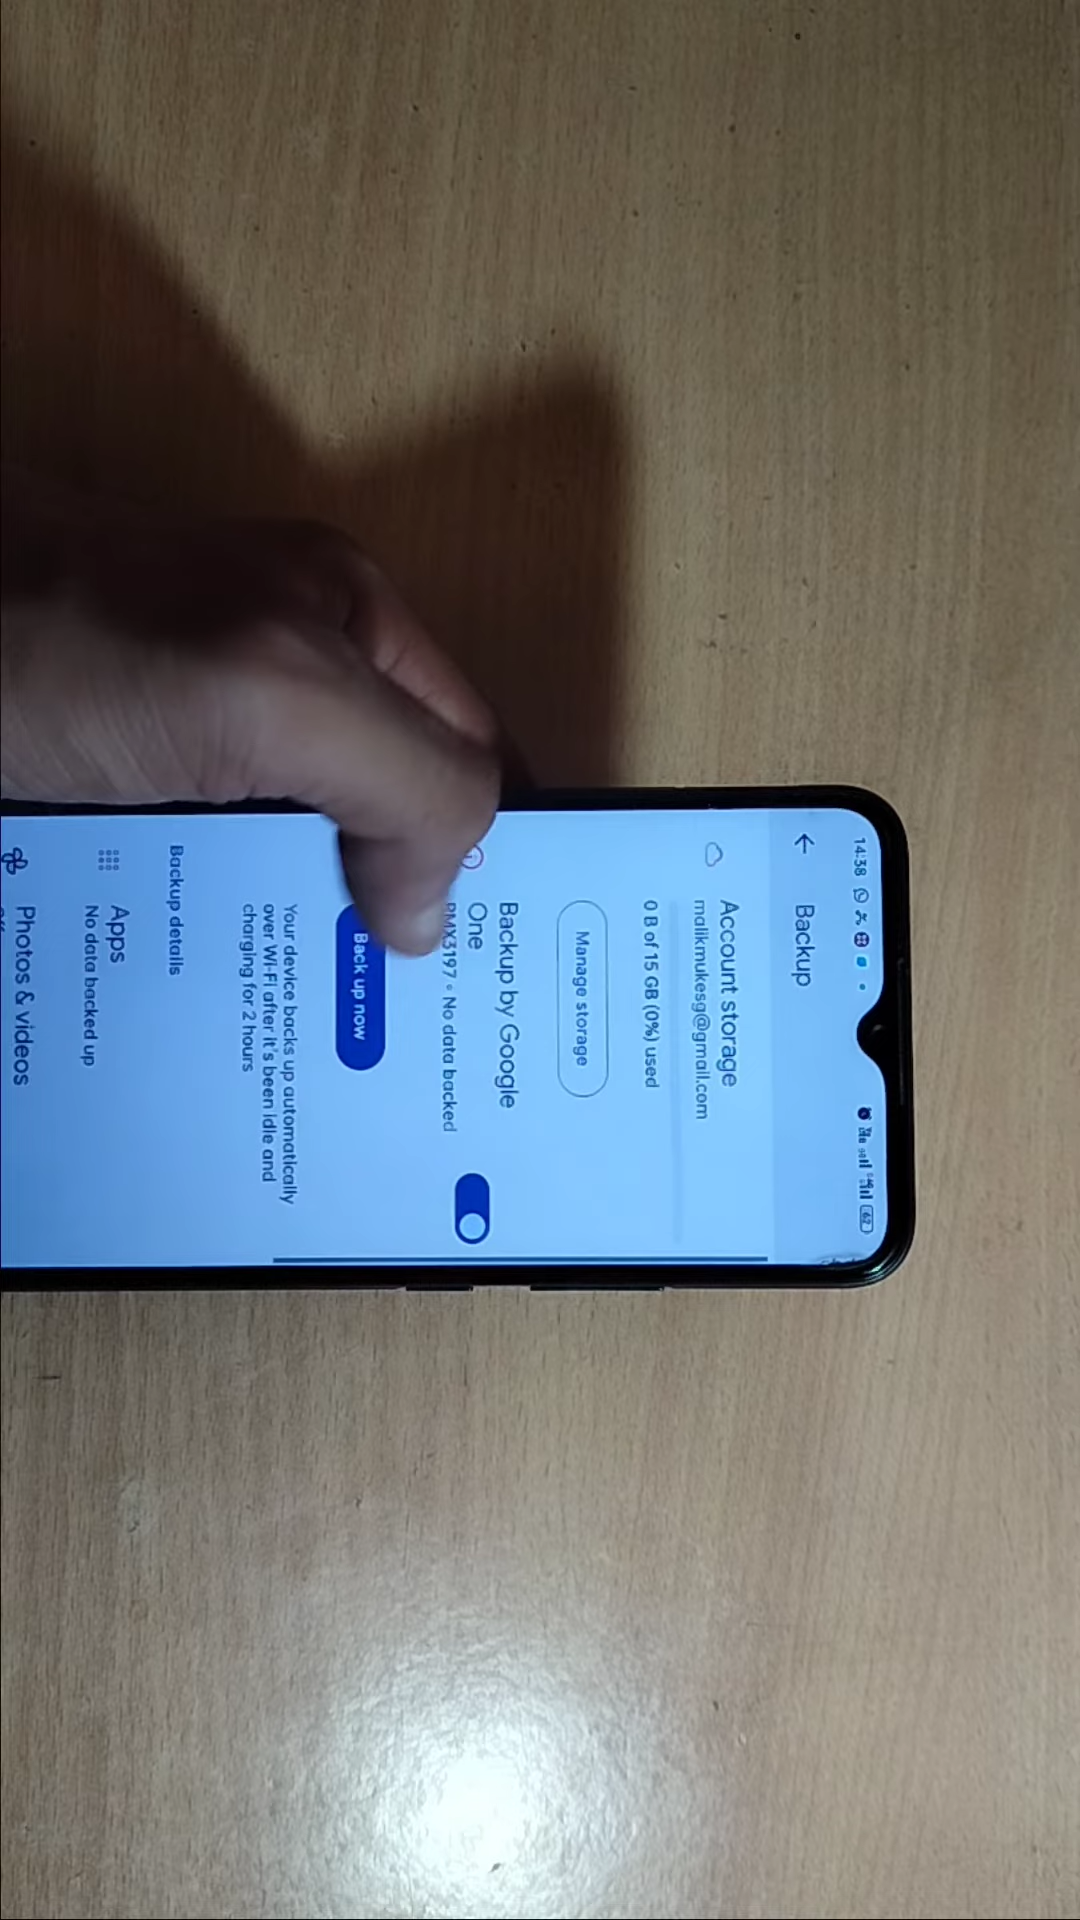 14:38
62
Backup
Account storage
malikmukesg@gmail.com
0 B of 15 GB (0%) used
Manage storage
Backup by Google
One
RMX3197 • No data backed
Back up now
Your device backs up automatically
over Wi-Fi after it's been idle and
charging for 2 hours
Backup details
Apps
No data backed up
Photos & videos